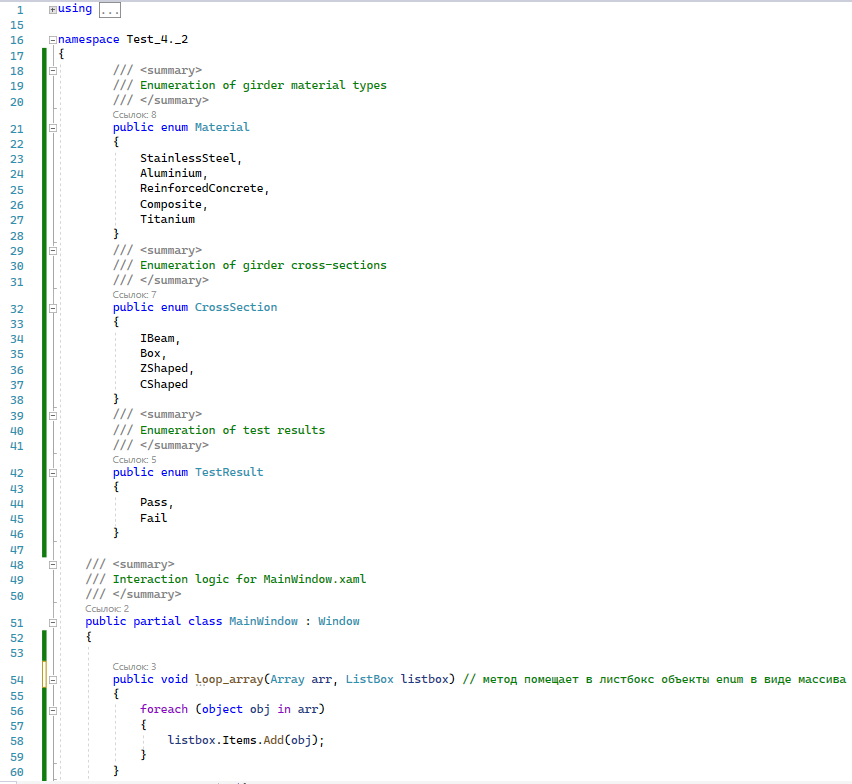 1 using ...
15
16 namespace Test_4._2
17 {
18 /// <summary>
19 /// Enumeration of girder material types
20 /// </summary>
Ссылок: 8
21 public enum Material
22 {
23 StainlessSteel,
24 Aluminium,
25 ReinforcedConcrete,
26 Composite,
27 Titanium
28 }
29 /// <summary>
30 /// Enumeration of girder cross-sections
31 /// </summary>
Ссылок: 7
32 public enum CrossSection
33 {
34 IBeam,
35 Box,
36 ZShaped,
37 CShaped
38 }
39 /// <summary>
40 /// Enumeration of test results
41 /// </summary>
Ссылок: 5
42 public enum TestResult
43 {
44 Pass,
45 Fail
46 }
47
48 /// <summary>
49 /// Interaction logic for MainWindow.xaml
50 /// </summary>
Ссылок: 2
51 public partial class MainWindow : Window
52 {
53
Ссылок: 3
54 public void loop_array(Array arr, ListBox listbox) // метод помещает в листбокс объекты enum в виде массива
55 {
56 foreach (object obj in arr)
57 {
58 listbox.Items.Add(obj);
59 }
60 }